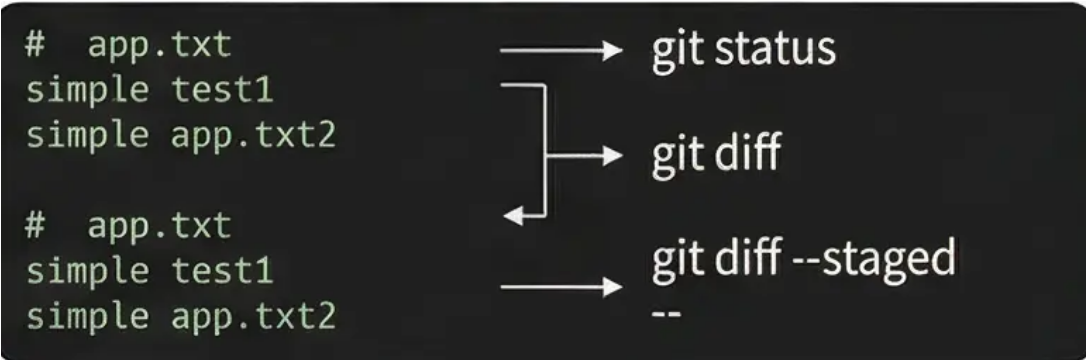 # app.txt
simple test1
simple app.txt2
# app.txt
simple test1
simple app.txt2
git status
git diff
git diff --staged
--